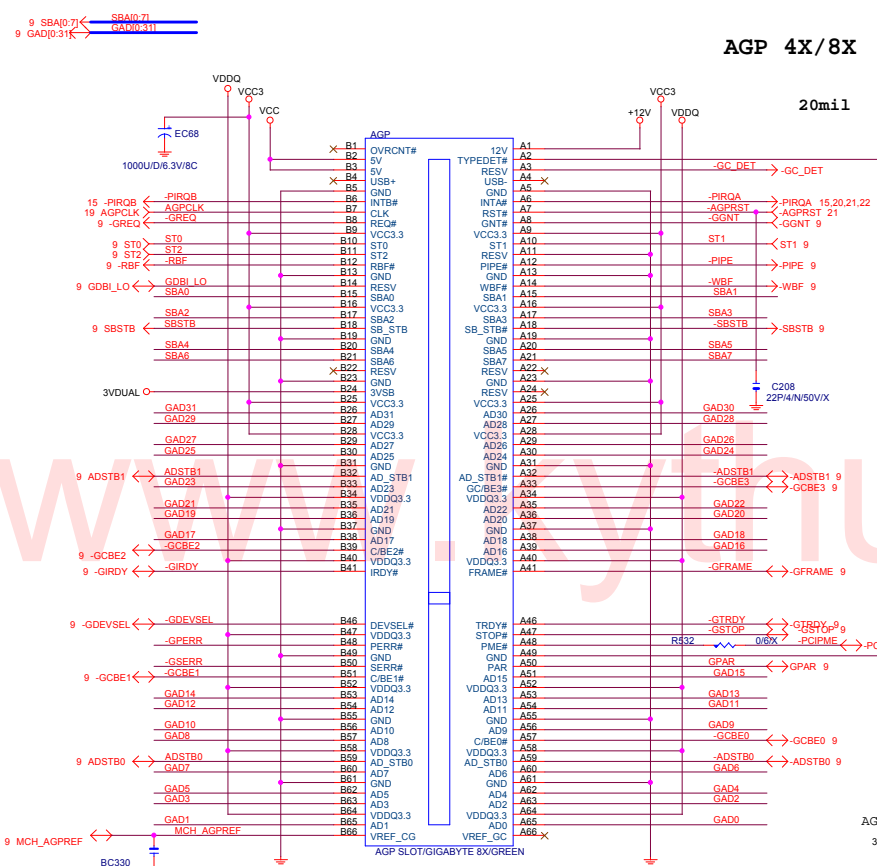 9 SBA[0:7] SBA[0:7]
9 GAD[0:31] GAD[0:31]
AGP 4X/8X
20mil
VDDQ
VCC3
VCC
VCC3
+12V VDDQ
EC68
1000U/D/6.3V/8C
AGP
B1 OVRCNT# 12V A1
B2 5V TYPEDET# A2
B3 5V RESV A3 -GC_DET -GC_DET
B4 USB+ USB- A4
B5 GND GND A5
15 -PIRQB -PIRQB B6 INTB# INTA# A6 -PIRQA -PIRQA 15,20,21,22
19 AGPCLK AGPCLK B7 CLK RST# A7 -AGPRST -AGPRST 21
9 -GREQ -GREQ B8 REQ# GNT# A8 -GGNT -GGNT 9
B9 VCC3.3 VCC3.3 A9
9 ST0 ST0 B10 ST0 ST1 A10 ST1 ST1 9
9 ST2 ST2 B11 ST2 RESV A11
9 -RBF -RBF B12 RBF# PIPE# A12 -PIPE -PIPE 9
B13 GND GND A13
9 GDBI_LO GDBI_LO B14 RESV WBF# A14 -WBF -WBF 9
SBA0 B15 SBA0 SBA1 A15 SBA1
B16 VCC3.3 VCC3.3 A16
SBA2 B17 SBA2 SBA3 A17 SBA3
9 SBSTB SBSTB B18 SB_STB SB_STB# A18 -SBSTB -SBSTB 9
B19 GND GND A19
SBA4 B20 SBA4 SBA5 A20 SBA5
SBA6 B21 SBA6 SBA7 A21 SBA7
B22 RESV RESV A22
B23 GND GND A23
3VDUAL B24 3VSB RESV A24
C208
22P/4/N/50V/X
B25 VCC3.3 VCC3.3 A25
GAD31 B26 AD31 AD30 A26 GAD30
GAD29 B27 AD29 AD28 A27 GAD28
B28 VCC3.3 VCC3.3 A28
GAD27 B29 AD27 AD26 A29 GAD26
GAD25 B30 AD25 AD24 A30 GAD24
B31 GND GND A31
9 ADSTB1 ADSTB1 B32 AD_STB1 AD_STB1# A32 -ADSTB1 -ADSTB1 9
GAD23 B33 AD23 GC/BE3# A33 -GCBE3 -GCBE3 9
B34 VDDQ3.3 VDDQ3.3 A34
GAD21 B35 AD21 AD22 A35 GAD22
GAD19 B36 AD19 AD20 A36 GAD20
B37 GND GND A37
GAD17 B38 AD17 AD18 A38 GAD18
9 -GCBE2 -GCBE2 B39 C/BE2# AD16 A39 GAD16
B40 VDDQ3.3 VDDQ3.3 A40
9 -GIRDY -GIRDY B41 IRDY# FRAME# A41 -GFRAME -GFRAME 9
9 -GDEVSEL -GDEVSEL B46 DEVSEL# TRDY# A46 -GTRDY -GTRDY 9
B47 VDDQ3.3 STOP# A47 -GSTOP -GSTOP 9
-GPERR B48 PERR# PME# A48 R532 0/6/X -PCIPME -PC
B49 GND GND A49
-GSERR B50 SERR# PAR A50 GPAR GPAR 9
9 -GCBE1 -GCBE1 B51 C/BE1# AD15 A51 GAD15
B52 VDDQ3.3 VDDQ3.3 A52
GAD14 B53 AD14 AD13 A53 GAD13
GAD12 B54 AD12 AD11 A54 GAD11
B55 GND GND A55
GAD10 B56 AD10 AD9 A56 GAD9
GAD8 B57 AD8 C/BE0# A57 -GCBE0 -GCBE0 9
B58 VDDQ3.3 VDDQ3.3 A58
9 ADSTB0 ADSTB0 B59 AD_STB0 AD_STB0 A59 -ADSTB0 -ADSTB0 9
GAD7 B60 AD7 AD6 A60 GAD6
B61 GND GND A61
GAD5 B62 AD5 AD4 A62 GAD4
GAD3 B63 AD3 AD2 A63 GAD2
B64 VDDQ3.3 VDDQ3.3 A64
GAD1 B65 AD1 AD0 A65 GAD0
9 MCH_AGPREF MCH_AGPREF B66 VREF_CG VREF_GC A66
AGP SLOT/GIGABYTE 8X/GREEN
BC330
AG
3
www.kythu